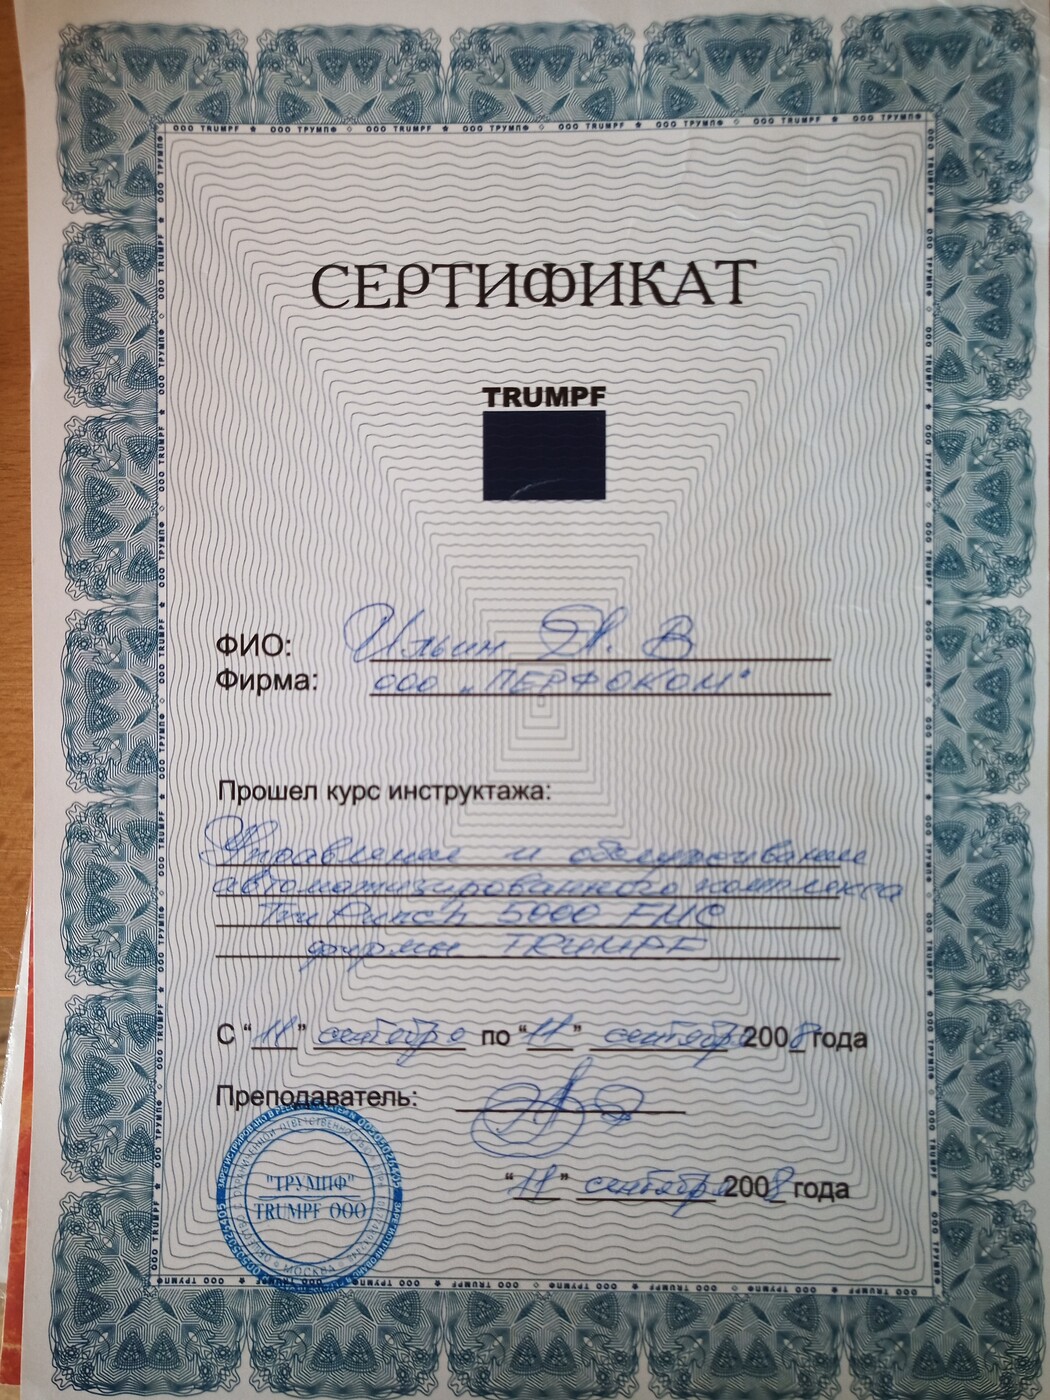 СЕРТИФИКАТ
TRUMPF
ФИО: Ильин Я. В
Фирма: ООО "ПЕРФОКОМ"
Прошел курс инструктажа:
Управления и обслуживание
автоматизированного комплекса
TruPunch 5000 FMC
фирмы TRUMPF
С "11" сентября по "11" сентября 2008 года
Преподаватель:
"11" сентября 2008 года
"ТРУМПФ"
TRUMPF ООО
МОСКВА